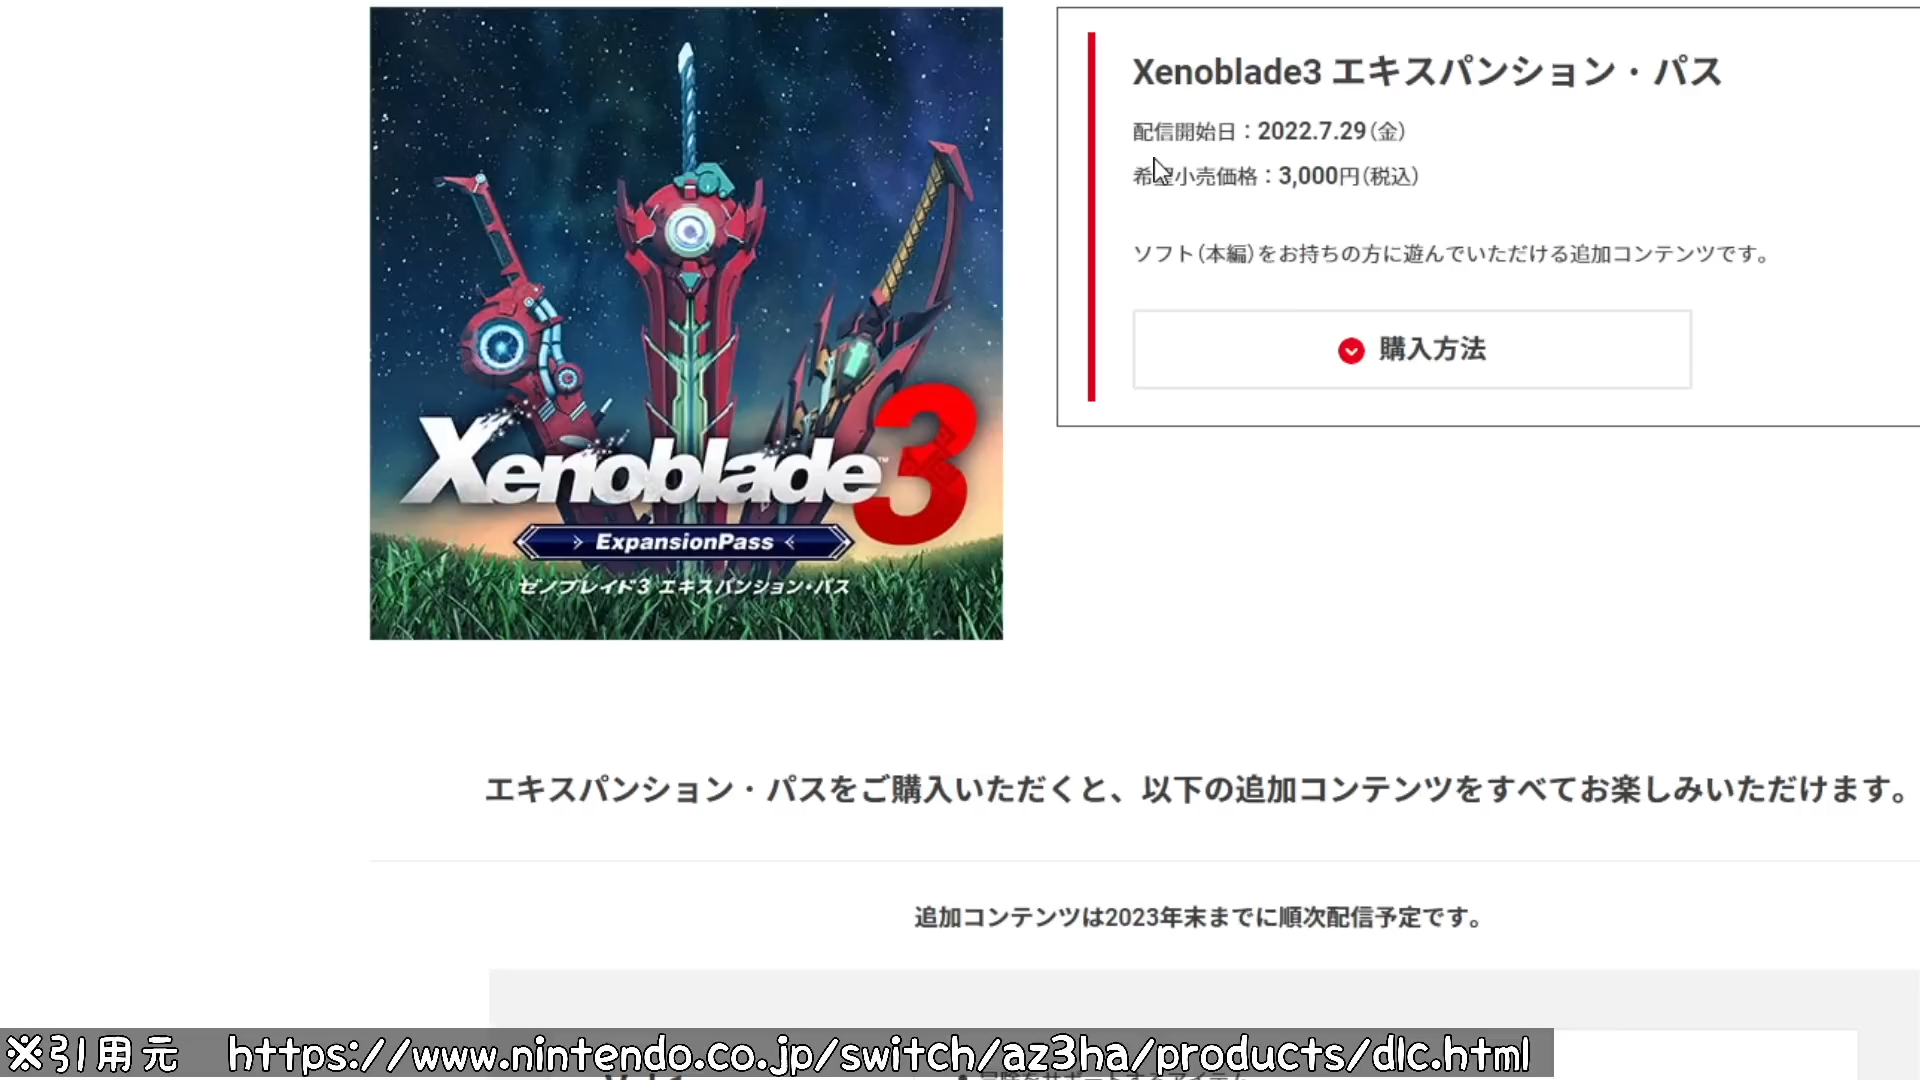 Xenoblade3 エキスパンション・パス
配信開始日：2022.7.29（金）
希望小売価格：3,000円（税込）
ソフト（本編）をお持ちの方に遊んでいただける追加コンテンツです。
購入方法
Xenoblade3
ExpansionPass
ゼノブレイド3 エキスパンション・パス
エキスパンション・パスをご購入いただくと、以下の追加コンテンツをすべてお楽しみいただけます。
追加コンテンツは2023年末までに順次配信予定です。
※引用元　https://www.nintendo.co.jp/switch/az3ha/products/dlc.html